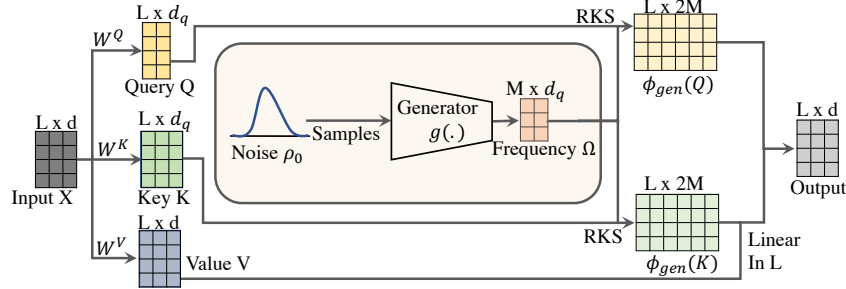 L x d_q
RKS
L x 2M
W^Q
Query Q
ϕ_gen(Q)
L x d
L x d_q
W^K
Input X
Key K
Noise ρ_0
Samples
Generator
g(.)
M x d_q
Frequency Ω
L x d
Output
L x d
W^V
Value V
RKS
L x 2M
ϕ_gen(K)
Linear
In L